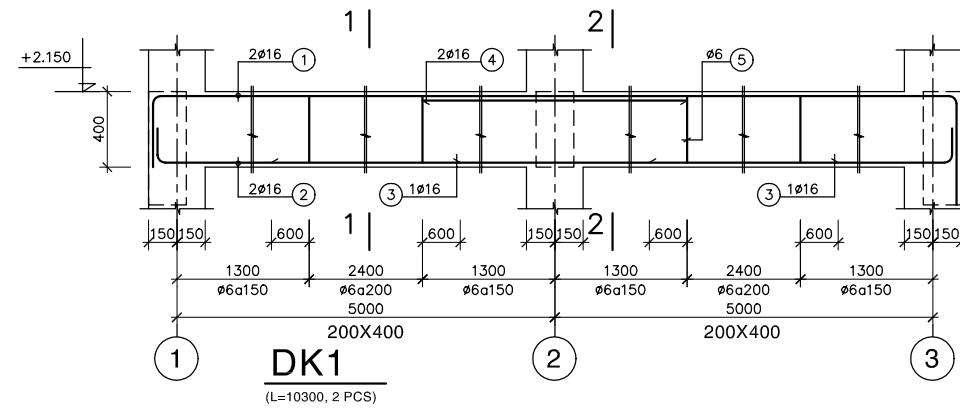 1 2
+2.150
2ø16 1
2ø16 4
ø6 5
400
2ø16 2
3 1ø16
3 1ø16
1 2
150 150 600 600 150 150 600 600 150 150
1300 2400 1300 1300 2400 1300
ø6a150 ø6a200 ø6a150 ø6a150 ø6a200 ø6a150
5000 5000
200X400 200X400
1 2 3
DK1
(L=10300, 2 PCS)